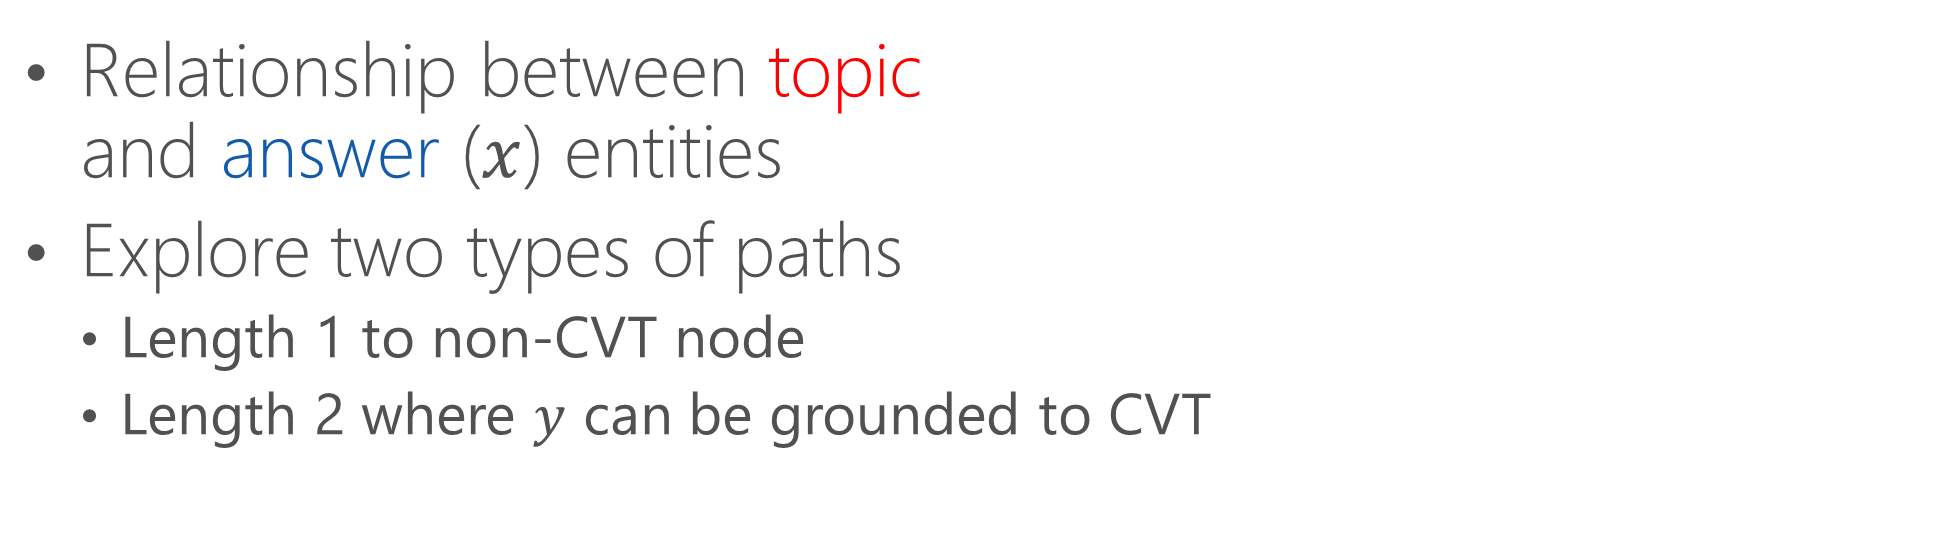 • Relationship between topic
and answer (x) entities
• Explore two types of paths
• Length 1 to non-CVT node
• Length 2 where y can be grounded to CVT